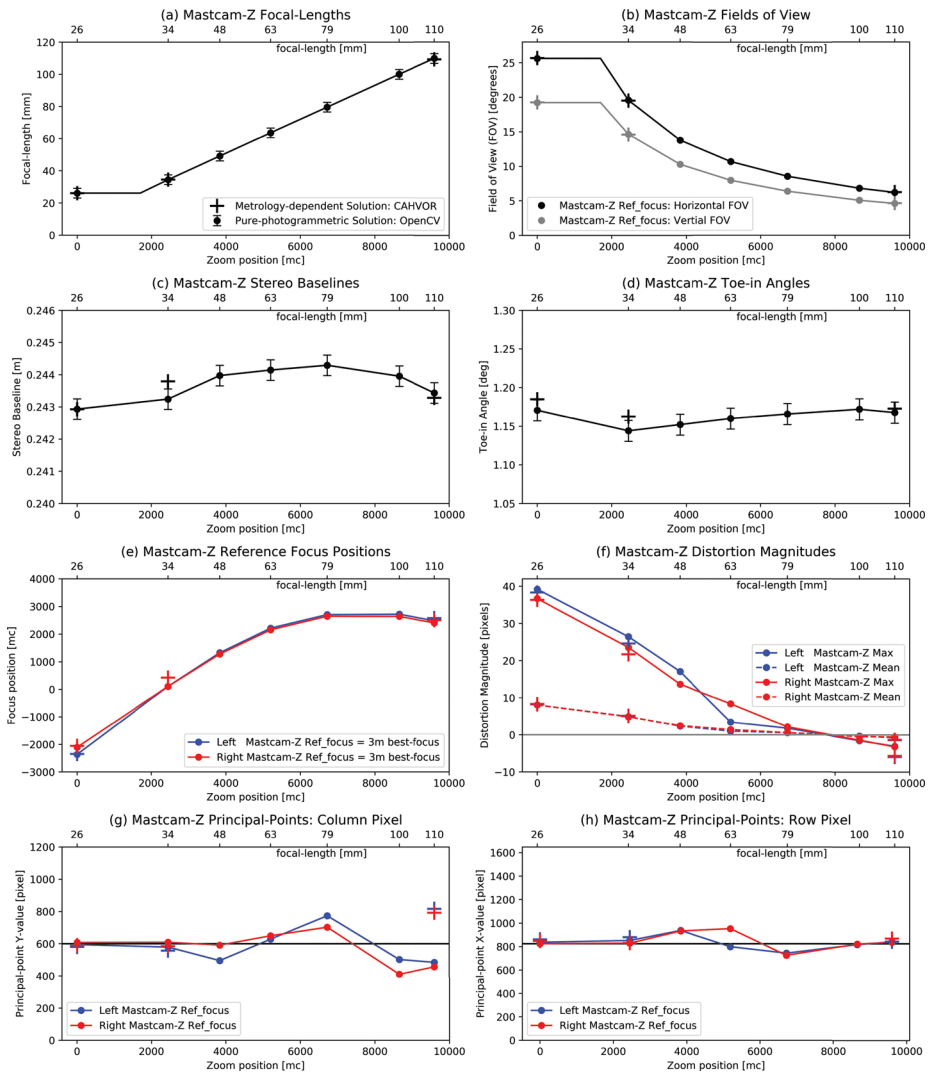 (a) Mastcam-Z Focal-Lengths
26 34 48 63 79 100 110
focal-length [mm]
120
100
80
60
40
20
0
Focal-length [mm]
Metrology-dependent Solution: CAHVOR
Pure-photogrammetric Solution: OpenCV
0 2000 4000 6000 8000 10000
Zoom position [mc]
(b) Mastcam-Z Fields of View
26 34 48 63 79 100 110
focal-length [mm]
25
20
15
10
5
0
Field of View (FOV) [degrees]
Mastcam-Z Ref_focus: Horizontal FOV
Mastcam-Z Ref_focus: Vertial FOV
0 2000 4000 6000 8000 10000
Zoom position [mc]
(c) Mastcam-Z Stereo Baselines
26 34 48 63 79 100 110
focal-length [mm]
0.246
0.245
0.244
0.243
0.242
0.241
0.240
Stereo Baseline [m]
0 2000 4000 6000 8000 10000
Zoom position [mc]
(d) Mastcam-Z Toe-in Angles
26 34 48 63 79 100 110
focal-length [mm]
1.30
1.25
1.20
1.15
1.10
1.05
Toe-in Angle [deg]
0 2000 4000 6000 8000 10000
Zoom position [mc]
(e) Mastcam-Z Reference Focus Positions
26 34 48 63 79 100 110
focal-length [mm]
4000
3000
2000
1000
0
−1000
−2000
−3000
Focus position [mc]
Left Mastcam-Z Ref_focus = 3m best-focus
Right Mastcam-Z Ref_focus = 3m best-focus
0 2000 4000 6000 8000 10000
Zoom position [mc]
(f) Mastcam-Z Distortion Magnitudes
26 34 48 63 79 100 110
focal-length [mm]
40
30
20
10
0
−10
Distortion Magnitude [pixels]
Left Mastcam-Z Max
Left Mastcam-Z Mean
Right Mastcam-Z Max
Right Mastcam-Z Mean
0 2000 4000 6000 8000 10000
Zoom position [mc]
(g) Mastcam-Z Principal-Points: Column Pixel
26 34 48 63 79 100 110
focal-length [mm]
1200
1000
800
600
400
200
0
Principal-point Y-value [pixel]
Left Mastcam-Z Ref_focus
Right Mastcam-Z Ref_focus
0 2000 4000 6000 8000 10000
Zoom position [mc]
(h) Mastcam-Z Principal-Points: Row Pixel
26 34 48 63 79 100 110
focal-length [mm]
1600
1400
1200
1000
800
600
400
200
0
Principal-point X-value [pixel]
Left Mastcam-Z Ref_focus
Right Mastcam-Z Ref_focus
0 2000 4000 6000 8000 10000
Zoom position [mc]